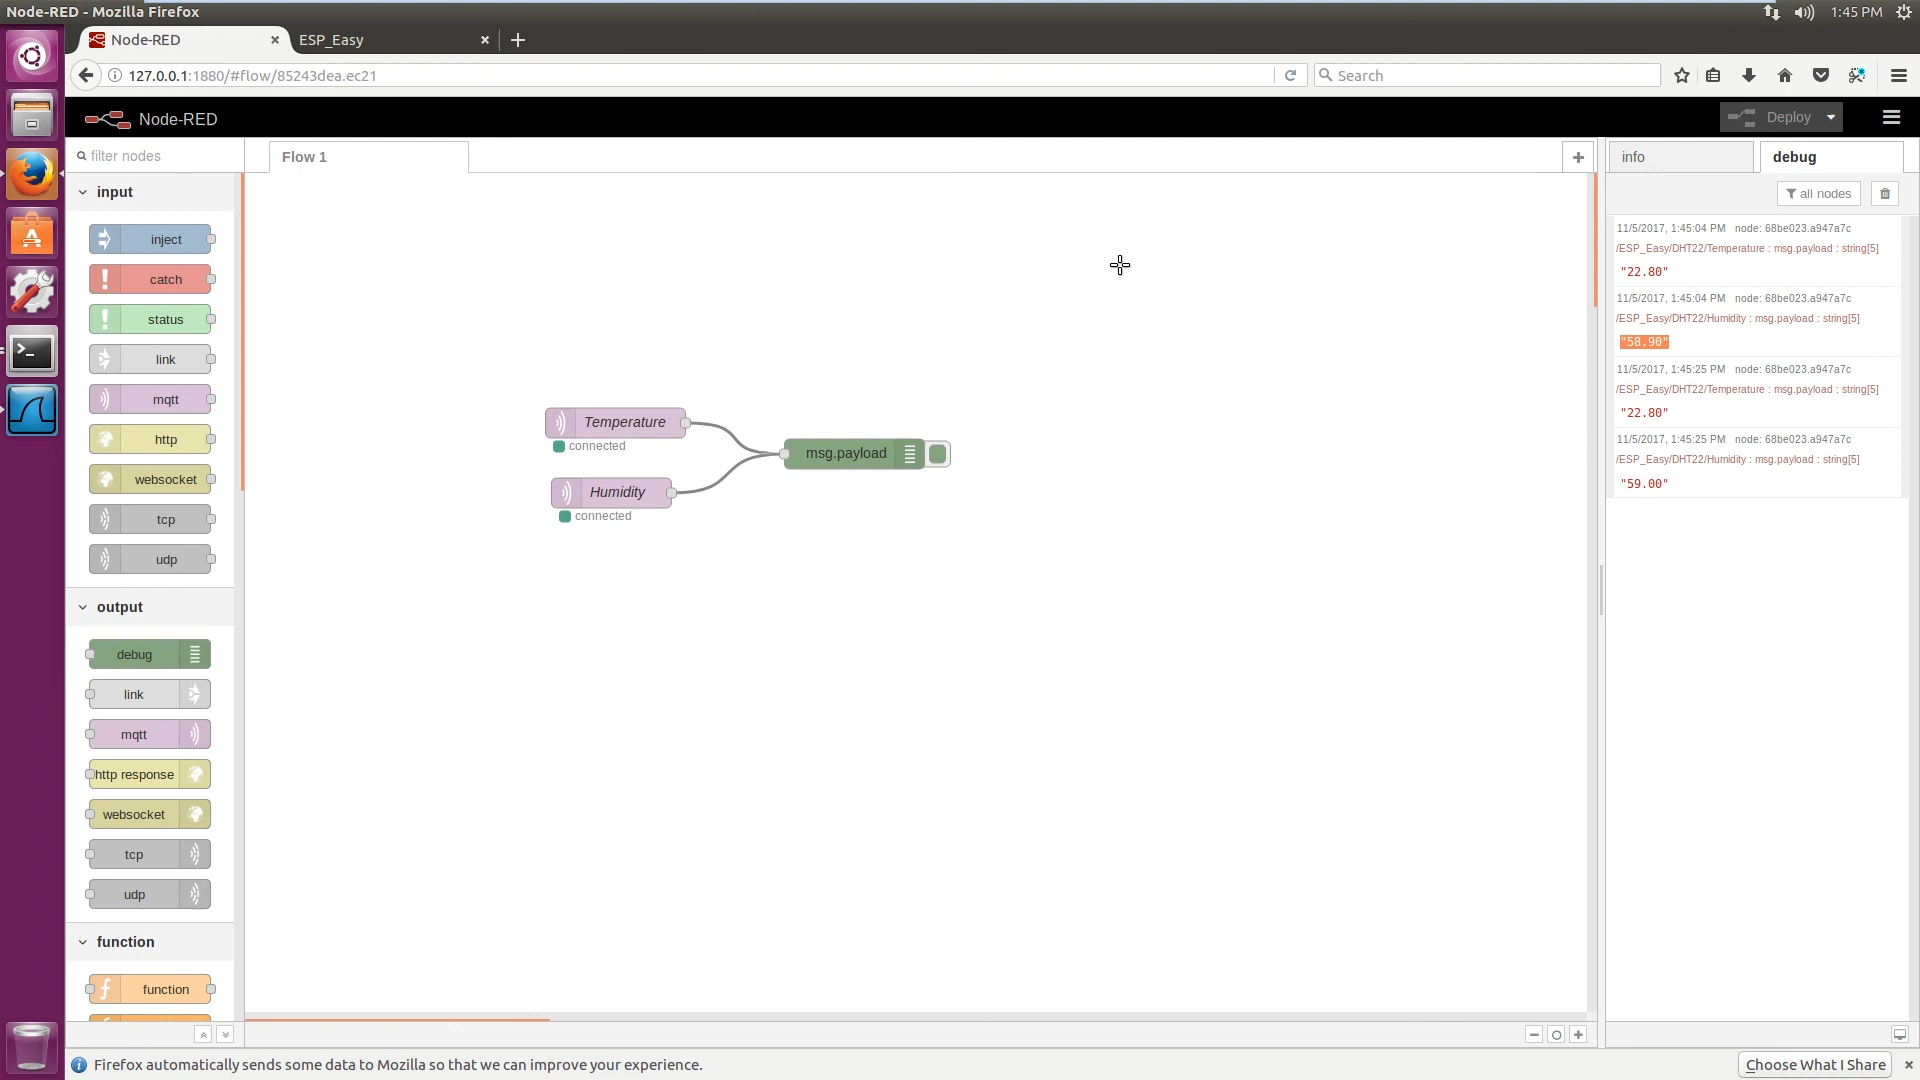 Node-RED - Mozilla Firefox
1:45 PM
Node-RED
ESP_Easy
127.0.0.1:1880/#flow/85243dea.ec21
Search
Node-RED
Deploy
filter nodes
Flow 1
info
debug
input
all nodes
inject
catch
status
link
mqtt
http
websocket
tcp
udp
output
debug
link
mqtt
http response
websocket
tcp
udp
function
function
Temperature
connected
Humidity
connected
msg.payload
11/5/2017, 1:45:04 PM node: 68be023.a947a7c
/ESP_Easy/DHT22/Temperature : msg.payload : string[5]
"22.80"
11/5/2017, 1:45:04 PM node: 68be023.a947a7c
/ESP_Easy/DHT22/Humidity : msg.payload : string[5]
"58.90"
11/5/2017, 1:45:25 PM node: 68be023.a947a7c
/ESP_Easy/DHT22/Temperature : msg.payload : string[5]
"22.80"
11/5/2017, 1:45:25 PM node: 68be023.a947a7c
/ESP_Easy/DHT22/Humidity : msg.payload : string[5]
"59.00"
Firefox automatically sends some data to Mozilla so that we can improve your experience.
Choose What I Share